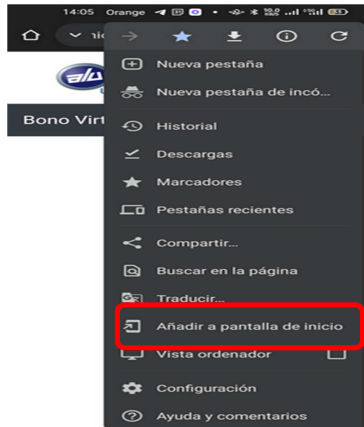 14:05 Orange
alu
Bono Virt
Nueva pestaña
Nueva pestaña de incó...
Historial
Descargas
Marcadores
Pestañas recientes
Compartir...
Buscar en la página
Traducir...
Añadir a pantalla de inicio
Vista ordenador
Configuración
Ayuda y comentarios